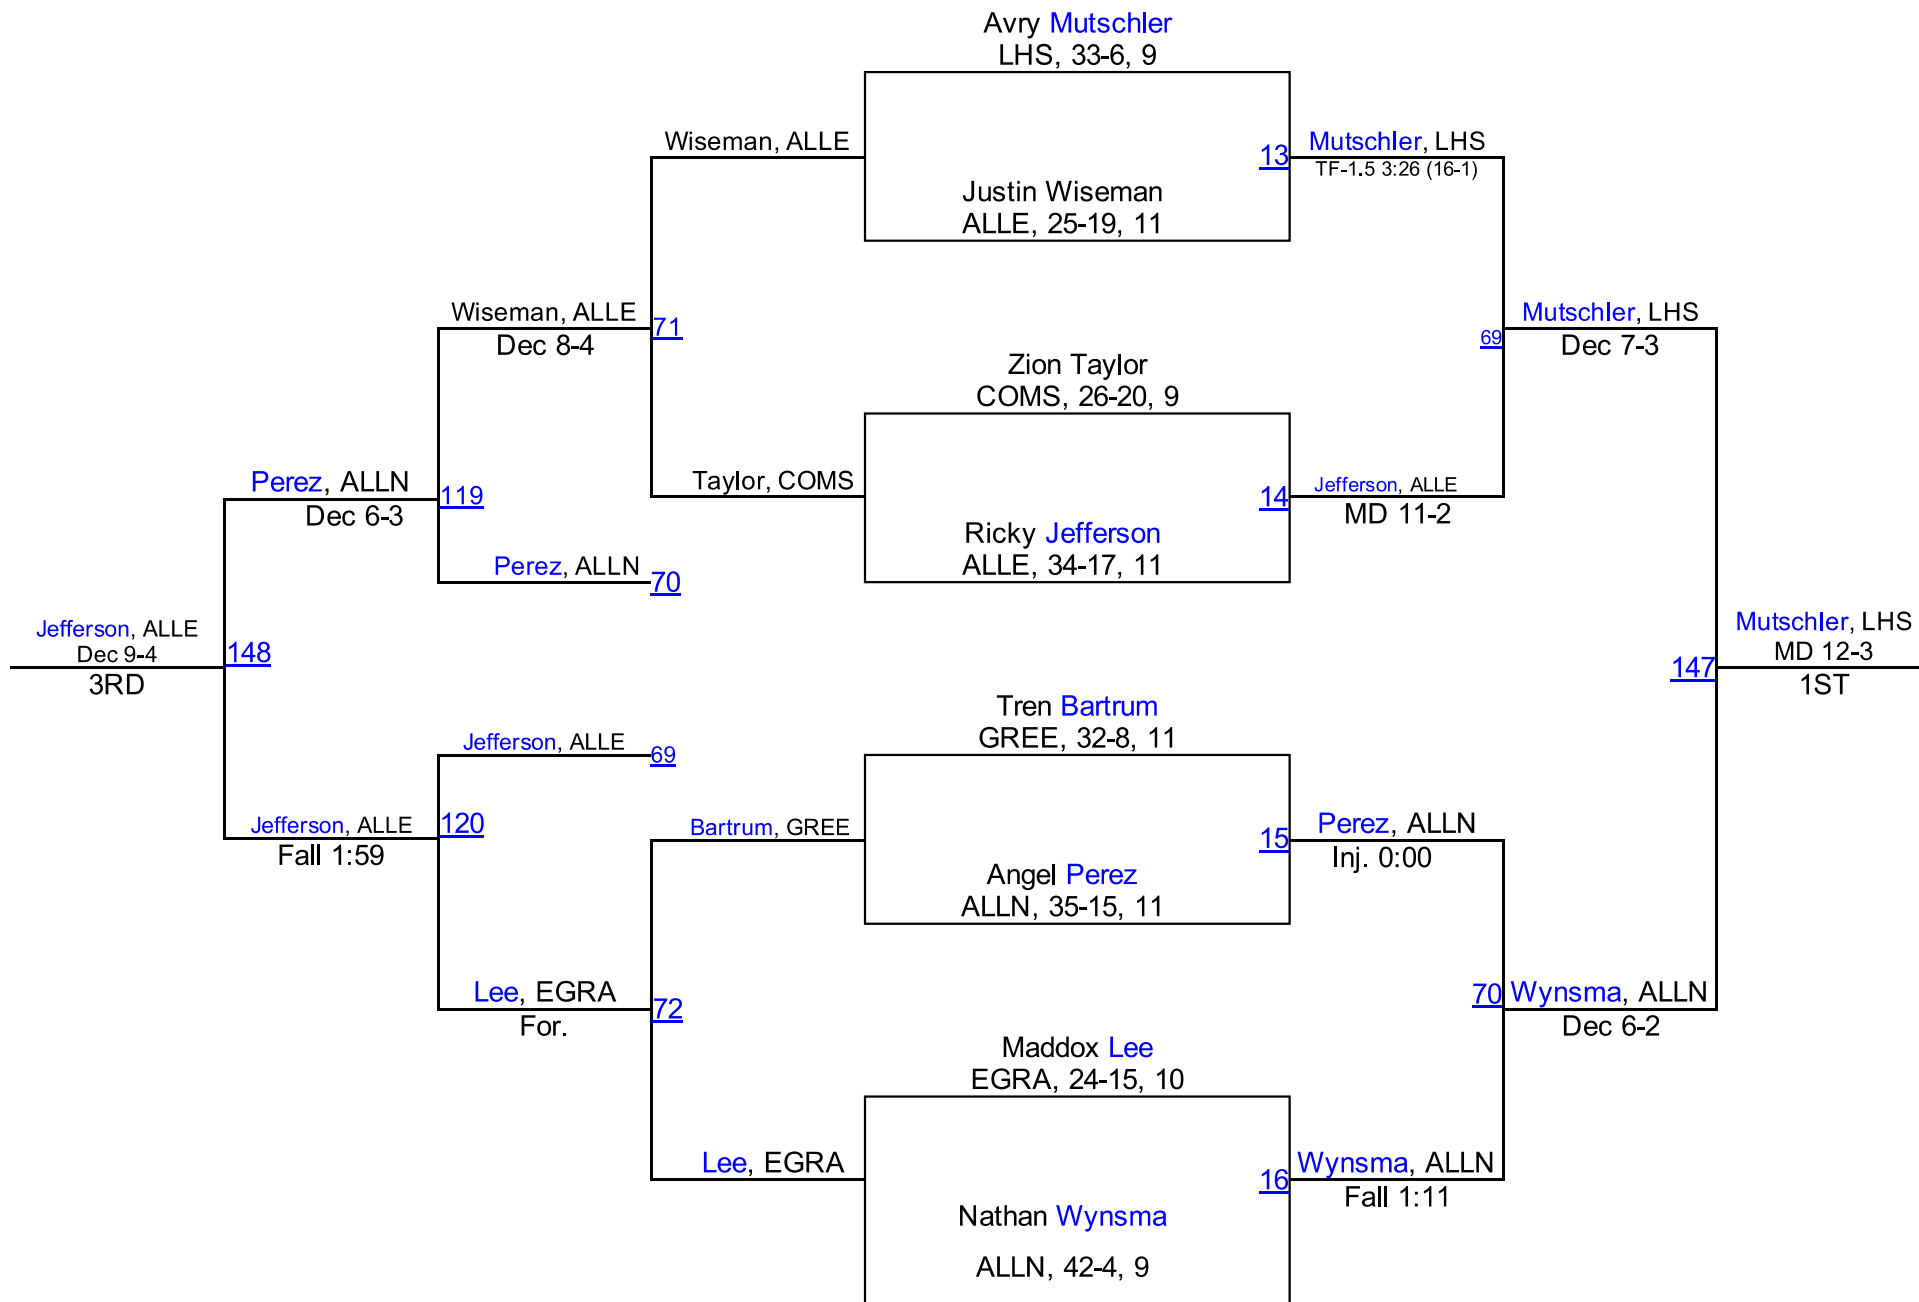 Avry Mutschler
LHS, 33-6, 9
Wiseman, ALLE
13
Mutschler, LHS
TF-1.5 3:26 (16-1)
Justin Wiseman
ALLE, 25-19, 11
Wiseman, ALLE
Dec 8-4
71
69
Mutschler, LHS
Dec 7-3
Zion Taylor
COMS, 26-20, 9
Perez, ALLN
Dec 6-3
119
Taylor, COMS
14
Jefferson, ALLE
MD 11-2
Ricky Jefferson
ALLE, 34-17, 11
Perez, ALLN
70
Jefferson, ALLE
Dec 9-4
3RD
148
147
Mutschler, LHS
MD 12-3
1ST
Tren Bartrum
GREE, 32-8, 11
Jefferson, ALLE
69
Jefferson, ALLE
Fall 1:59
120
Bartrum, GREE
15
Perez, ALLN
Inj. 0:00
Angel Perez
ALLN, 35-15, 11
Lee, EGRA
For.
72
70
Wynsma, ALLN
Dec 6-2
Maddox Lee
EGRA, 24-15, 10
Lee, EGRA
16
Wynsma, ALLN
Fall 1:11
Nathan Wynsma
ALLN, 42-4, 9